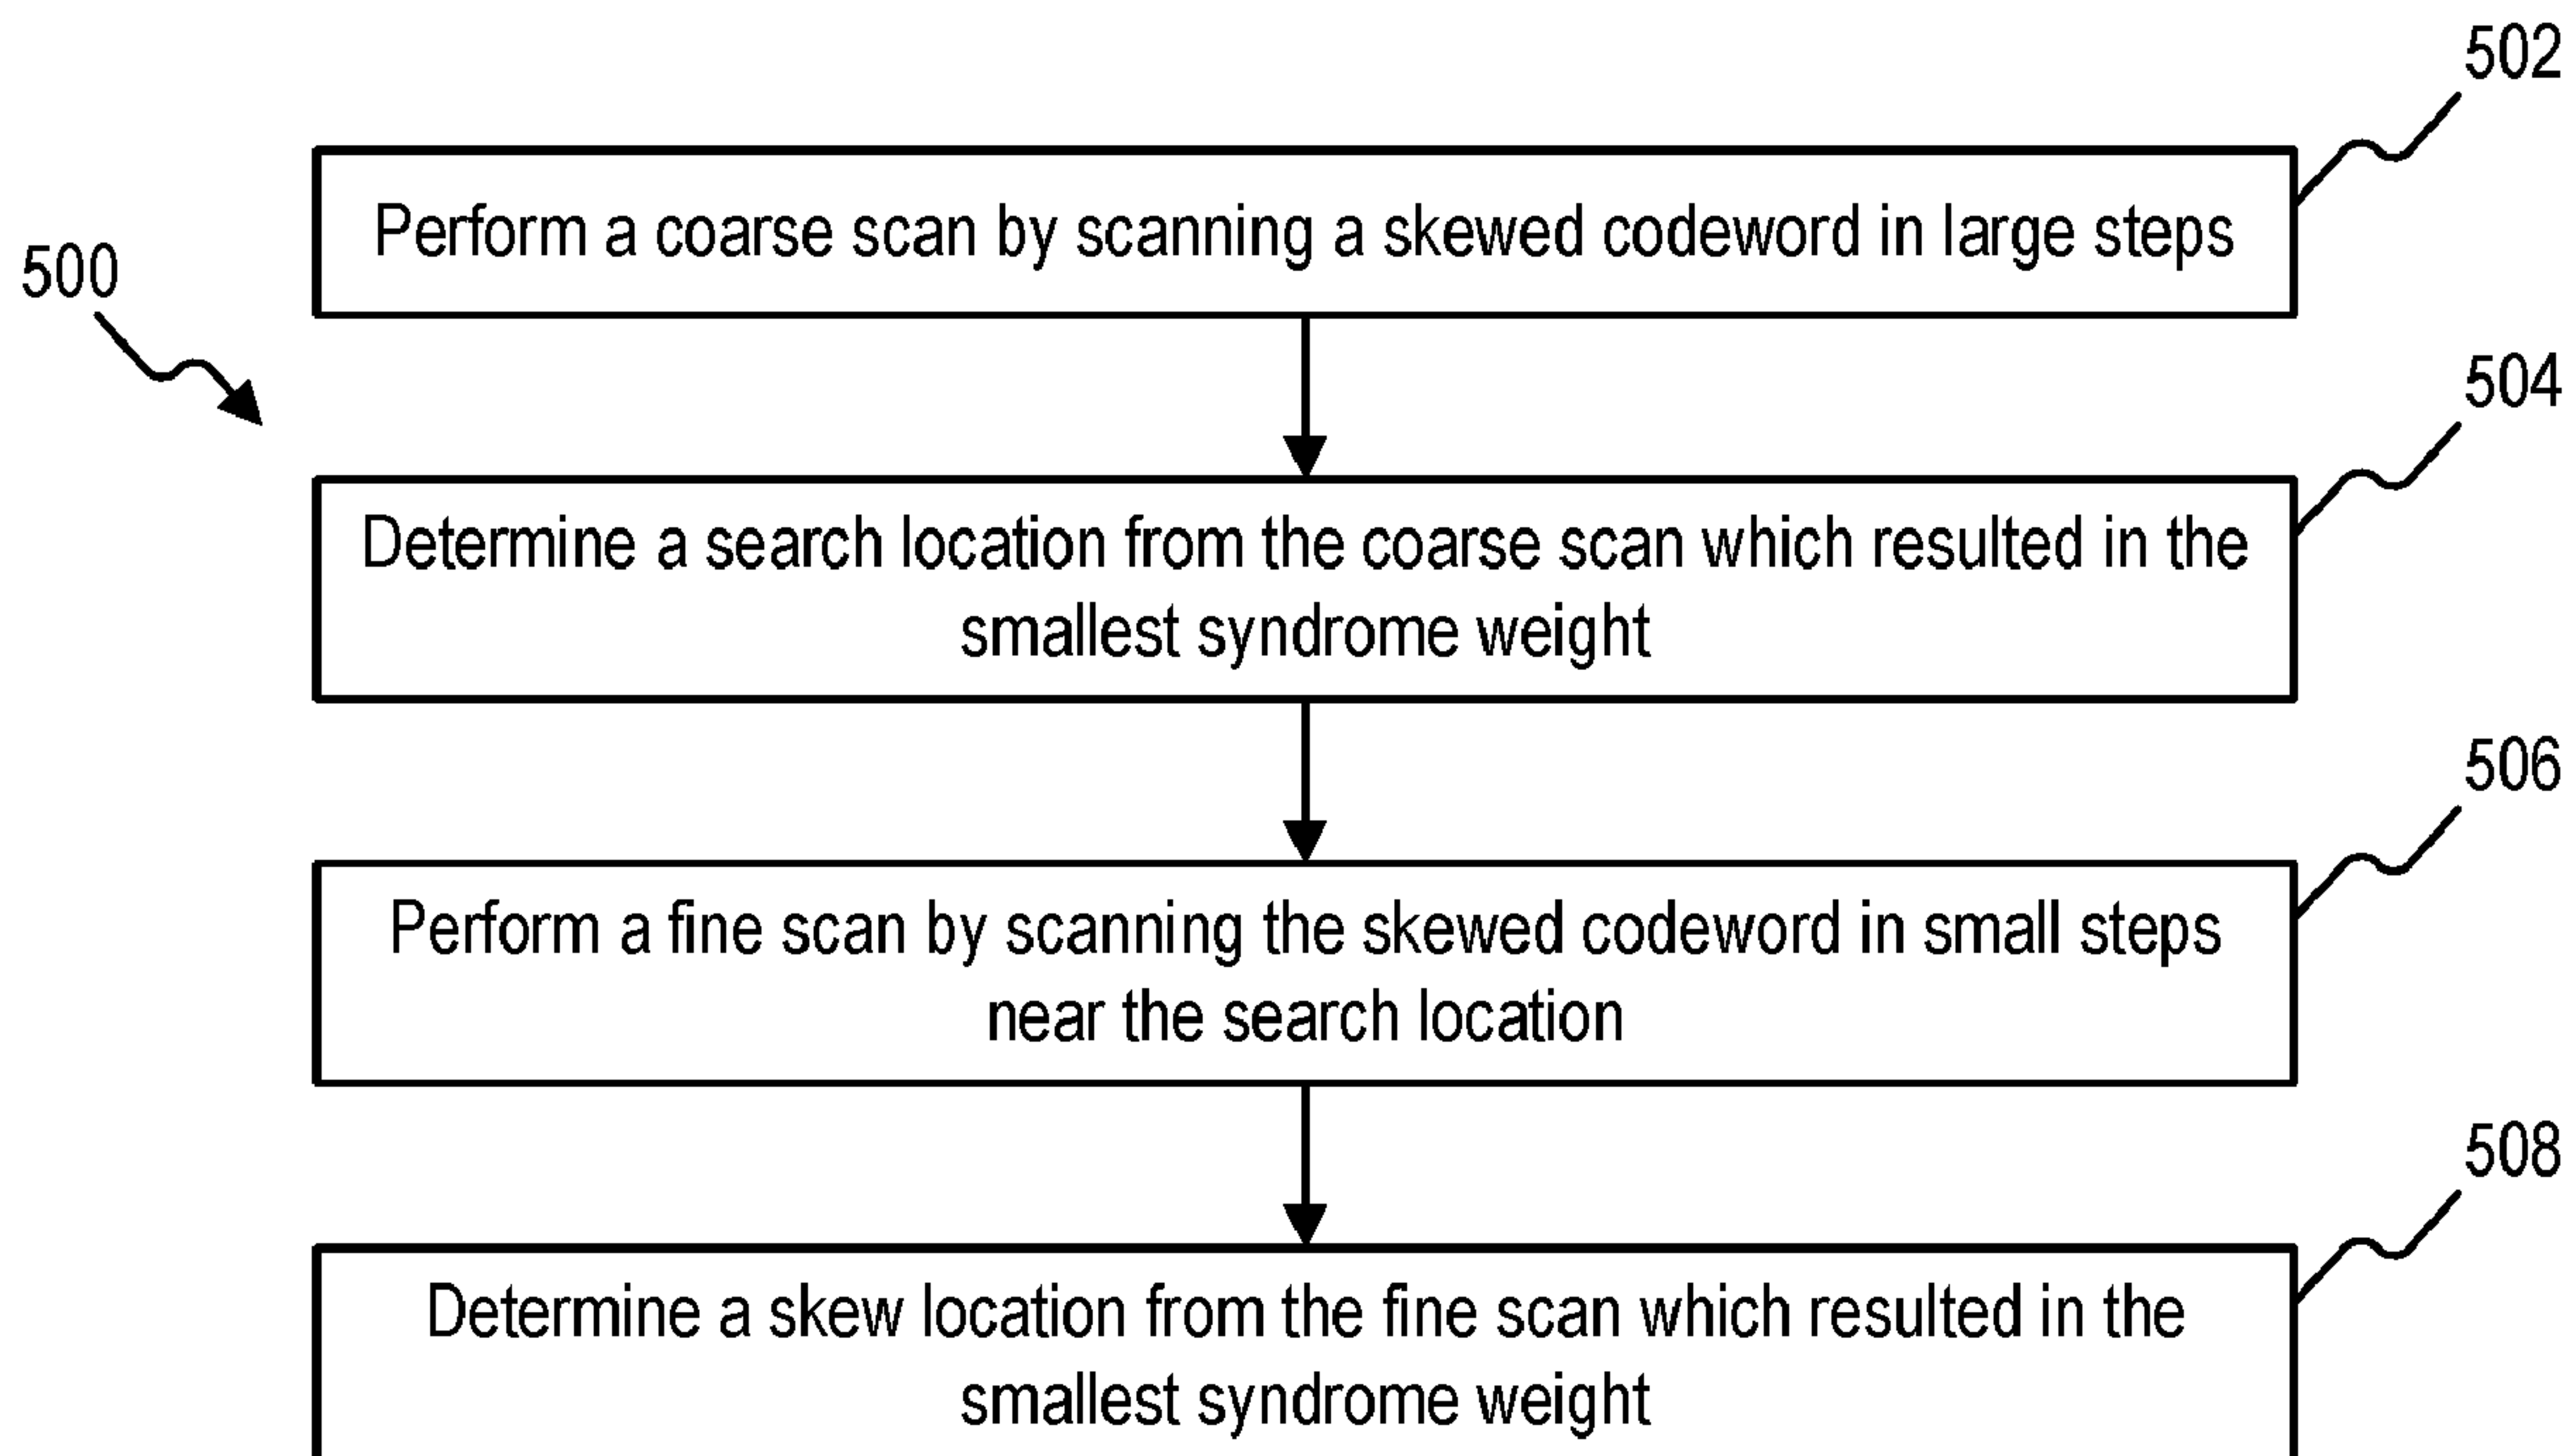 502
Perform a coarse scan by scanning a skewed codeword in large steps
500
504
Determine a search location from the coarse scan which resulted in the
smallest syndrome weight
506
Perform a fine scan by scanning the skewed codeword in small steps
near the search location
508
Determine a skew location from the fine scan which resulted in the
smallest syndrome weight